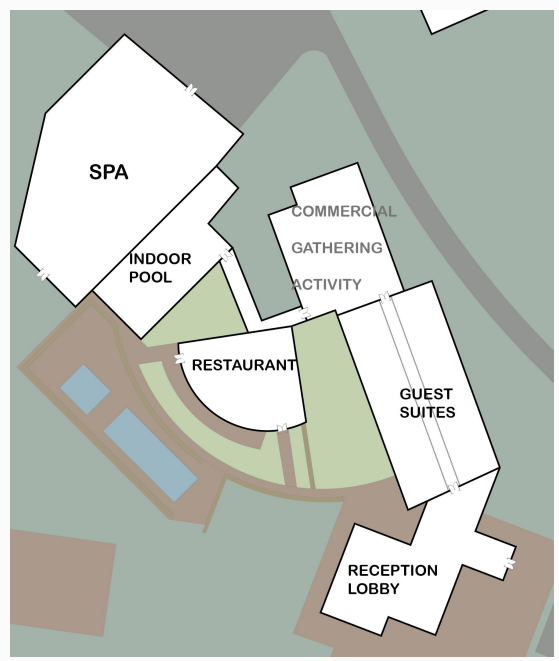 SPA
INDOOR
POOL
COMMERCIAL
GATHERING
ACTIVITY
RESTAURANT
GUEST
SUITES
RECEPTION
LOBBY